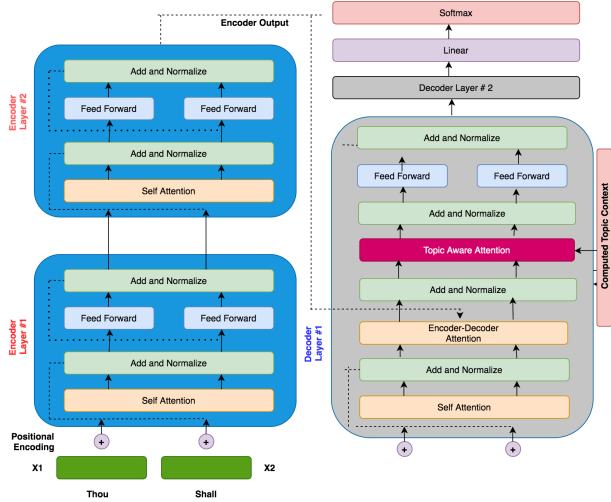 Softmax
Encoder Output
Linear
Decoder Layer # 2
Encoder
Layer #2
Add and Normalize
Feed Forward
Feed Forward
Add and Normalize
Self Attention
Encoder
Layer #1
Add and Normalize
Feed Forward
Feed Forward
Add and Normalize
Self Attention
Positional
Encoding
+
+
X1
X2
Thou
Shall
Decoder
Layer #1
Add and Normalize
Feed Forward
Feed Forward
Add and Normalize
Topic Aware Attention
Add and Normalize
Encoder-Decoder
Attention
Add and Normalize
Self Attention
+
+
Computed Topic Context